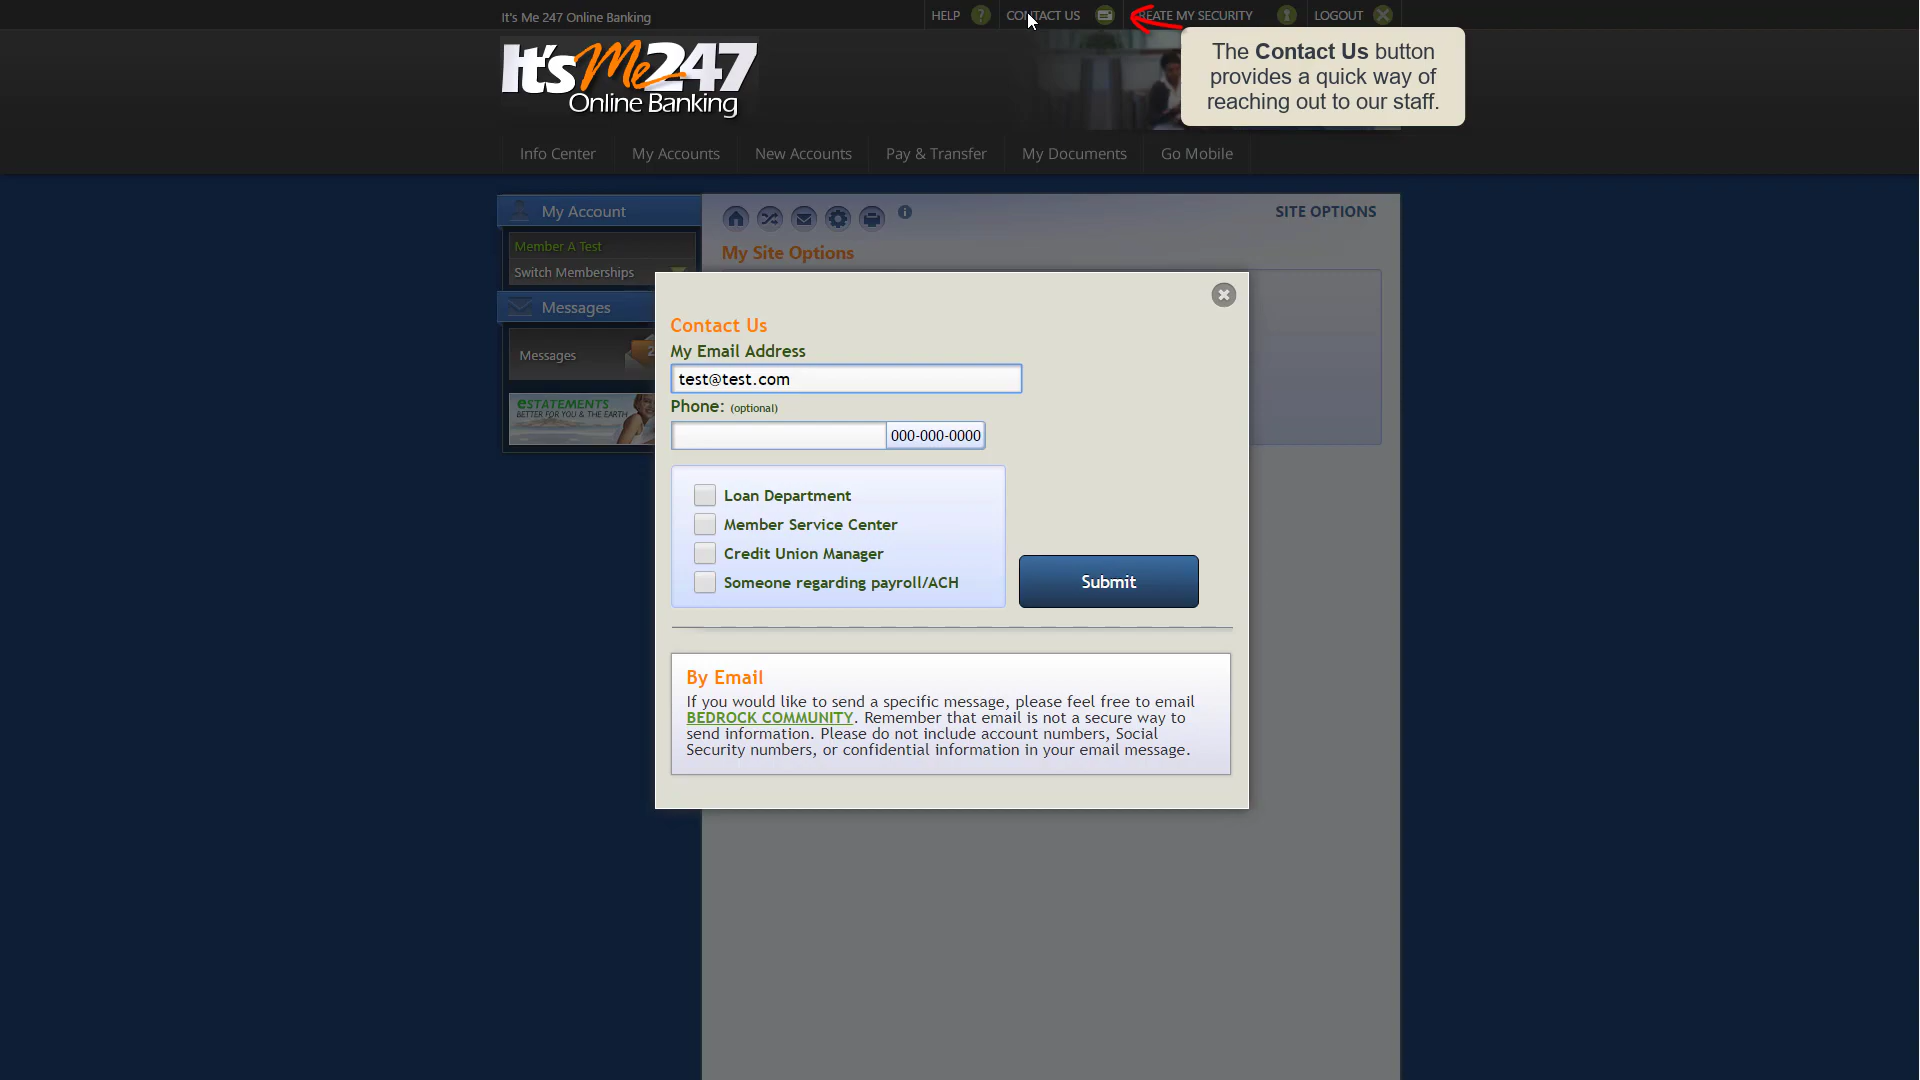 It's Me 247 Online Banking
HELP
CONTACT US
REATE MY SECURITY
LOGOUT
It's Me 247
Online Banking
The Contact Us button
provides a quick way of
reaching out to our staff.
Info Center
My Accounts
New Accounts
Pay & Transfer
My Documents
Go Mobile
My Account
Member A Test
Switch Memberships
Messages
Messages
2
eSTATEMENTS
BETTER FOR YOU & THE EARTH
SITE OPTIONS
My Site Options
Contact Us
My Email Address
test@test.com
Phone: (optional)
000-000-0000
Loan Department
Member Service Center
Credit Union Manager
Someone regarding payroll/ACH
Submit
By Email
If you would like to send a specific message, please feel free to email
BEDROCK COMMUNITY. Remember that email is not a secure way to
send information. Please do not include account numbers, Social
Security numbers, or confidential information in your email message.